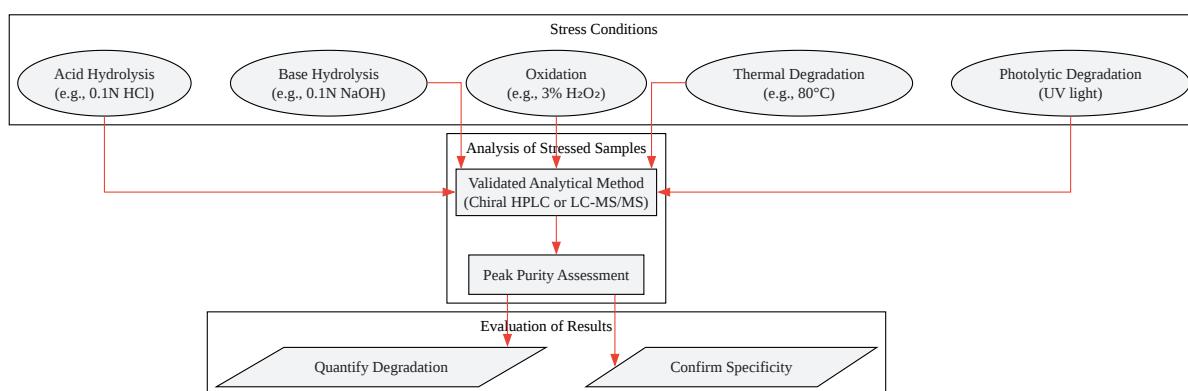 Stress Conditions
Acid Hydrolysis
(e.g., 0.1N HCl)
Base Hydrolysis
(e.g., 0.1N NaOH)
Oxidation
(e.g., 3% H₂O₂)
Thermal Degradation
(e.g., 80°C)
Photolytic Degradation
(UV light)
Analysis of Stressed Samples
Validated Analytical Method
(Chiral HPLC or LC-MS/MS)
Peak Purity Assessment
Evaluation of Results
Quantify Degradation
Confirm Specificity